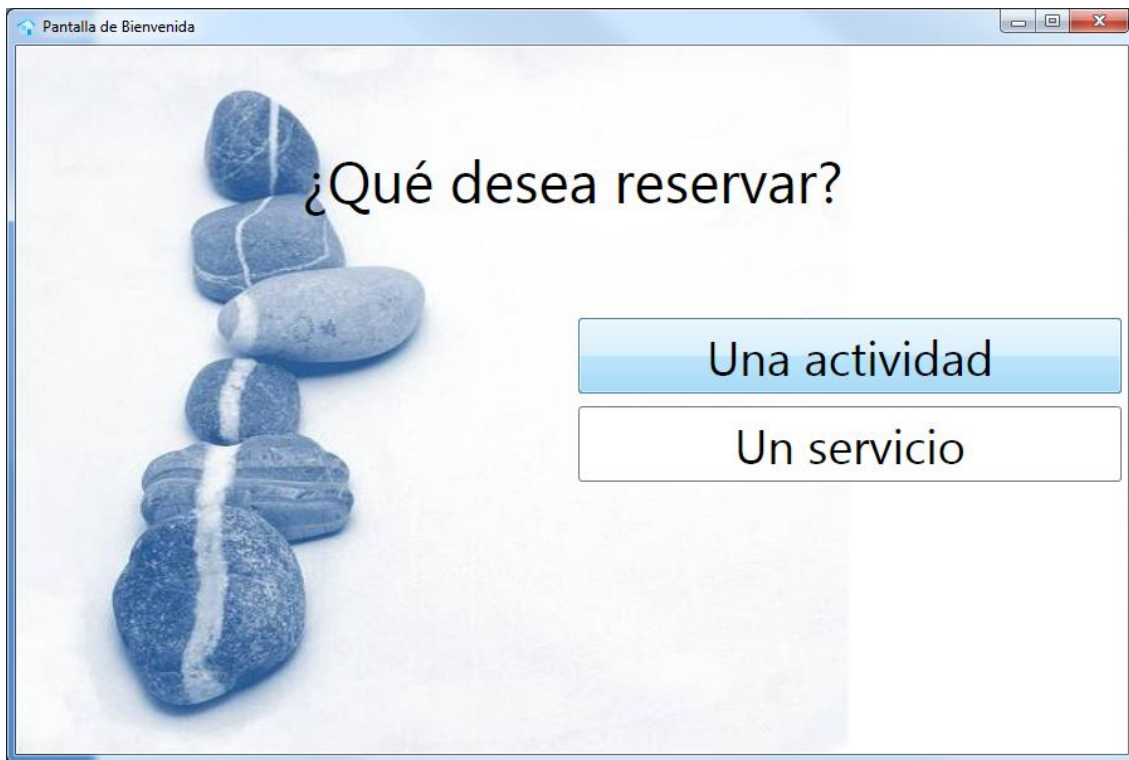 Pantalla de Bienvenida
¿Qué desea reservar?
Una actividad
Un servicio